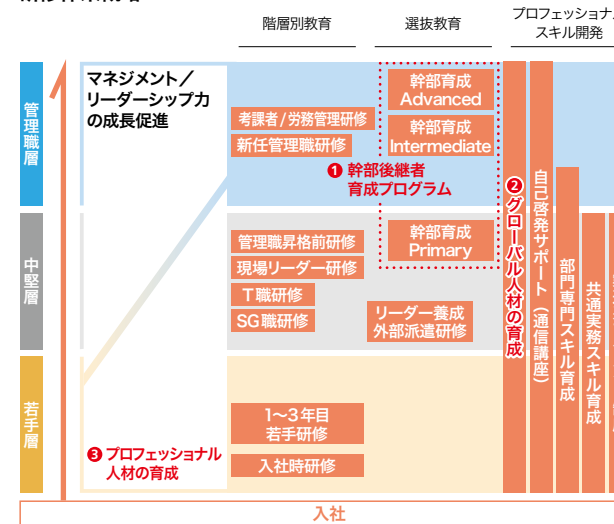 階層別教育
選抜教育
プロフェッショナ
スキル開発
管理職層
中堅層
若手層
マネジメント／
リーダーシップ力
の成長促進
考課者/労務管理研修
新任管理職研修
幹部育成
Advanced
幹部育成
Intermediate
❶ 幹部後継者
育成プログラム
管理職昇格前研修
現場リーダー研修
T職研修
SG職研修
幹部育成
Primary
リーダー養成
外部派遣研修
1～3年目
若手研修
入社時研修
❸ プロフェッショナル
人材の育成
❷ グローバル人材の育成
自己啓発サポート（通信講座）
部門専門スキル育成
共通実務スキル育成
入社